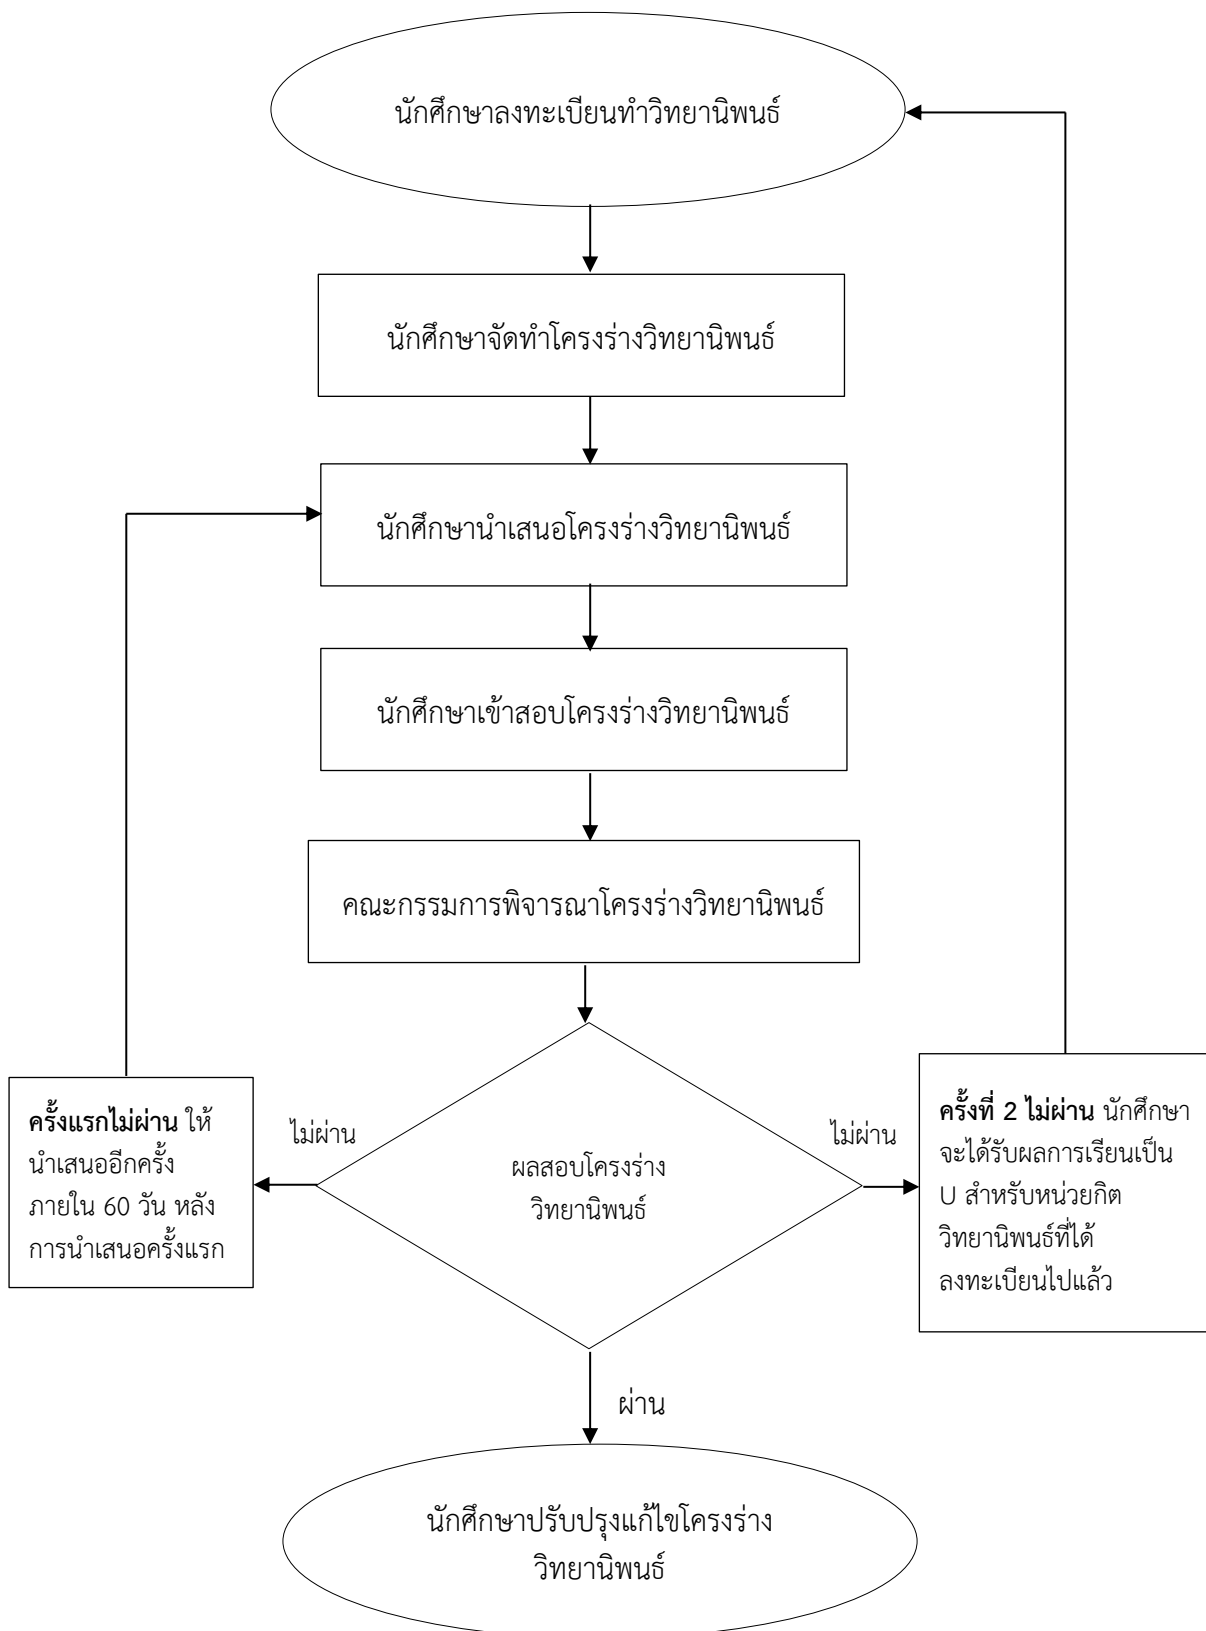 นักศึกษาลงทะเบียนทำวิทยานิพนธ์
นักศึกษาจัดทำโครงร่างวิทยานิพนธ์
นักศึกษานำเสนอโครงร่างวิทยานิพนธ์
นักศึกษาเข้าสอบโครงร่างวิทยานิพนธ์
คณะกรรมการพิจารณาโครงร่างวิทยานิพนธ์
ครั้งแรกไม่ผ่าน ให้
นำเสนออีกครั้ง
ภายใน 60 วัน หลัง
การนำเสนอครั้งแรก
ไม่ผ่าน
ผลสอบโครงร่าง
วิทยานิพนธ์
ไม่ผ่าน
ครั้งที่ 2 ไม่ผ่าน นักศึกษา
จะได้รับผลการเรียนเป็น
U สำหรับหน่วยกิต
วิทยานิพนธ์ที่ได้
ลงทะเบียนไปแล้ว
ผ่าน
นักศึกษาปรับปรุงแก้ไขโครงร่าง
วิทยานิพนธ์